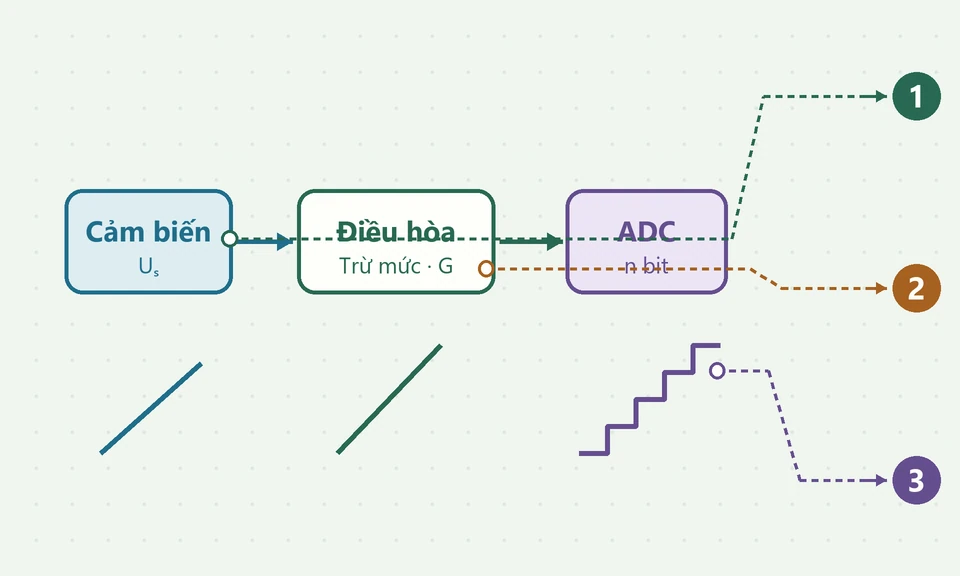 Cảm biến
Uₛ
Điều hòa
Trừ mức · G
ADC
n bit
1
2
3